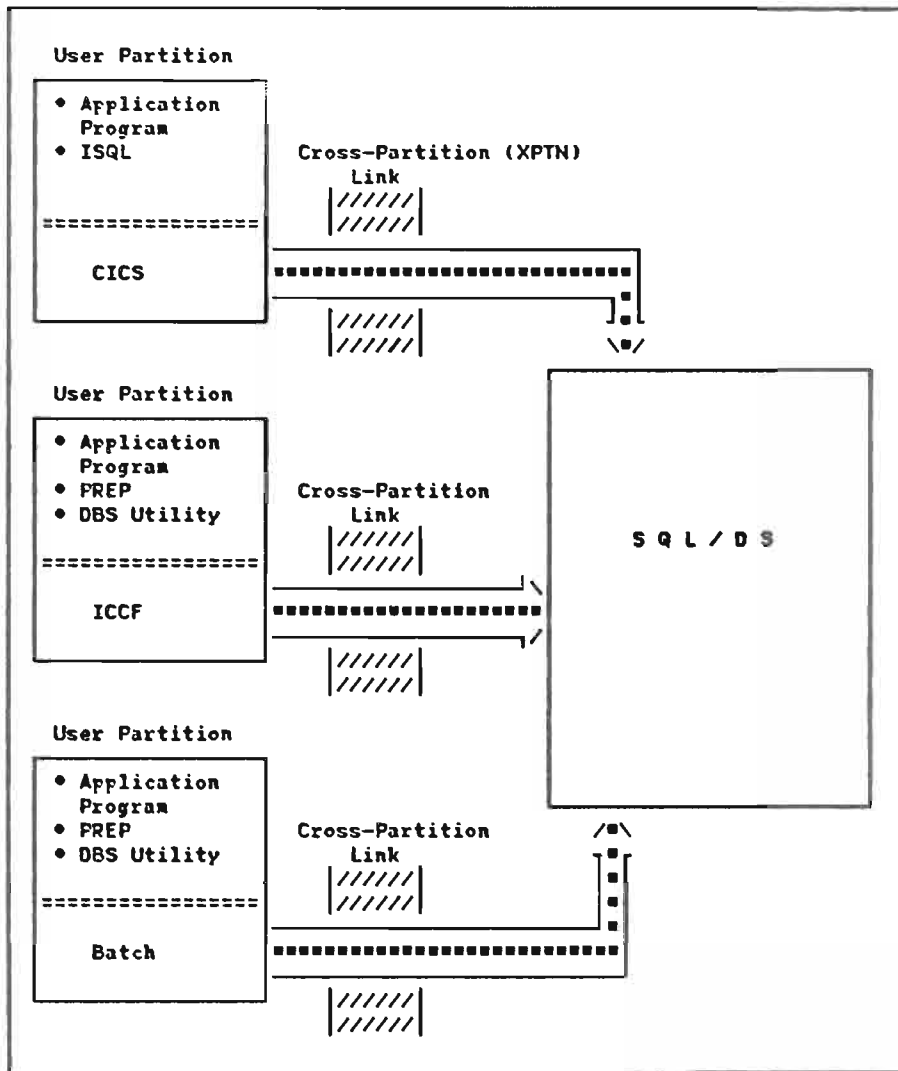 User Partition
• Application
Program
• ISQL
====================
CICS
Cross-Partition (XPTN)
Link
User Partition
• Application
Program
• PREP
• DBS Utility
====================
ICCF
Cross-Partition
Link
S Q L / D S
User Partition
• Application
Program
• PREP
• DBS Utility
====================
Batch
Cross-Partition
Link